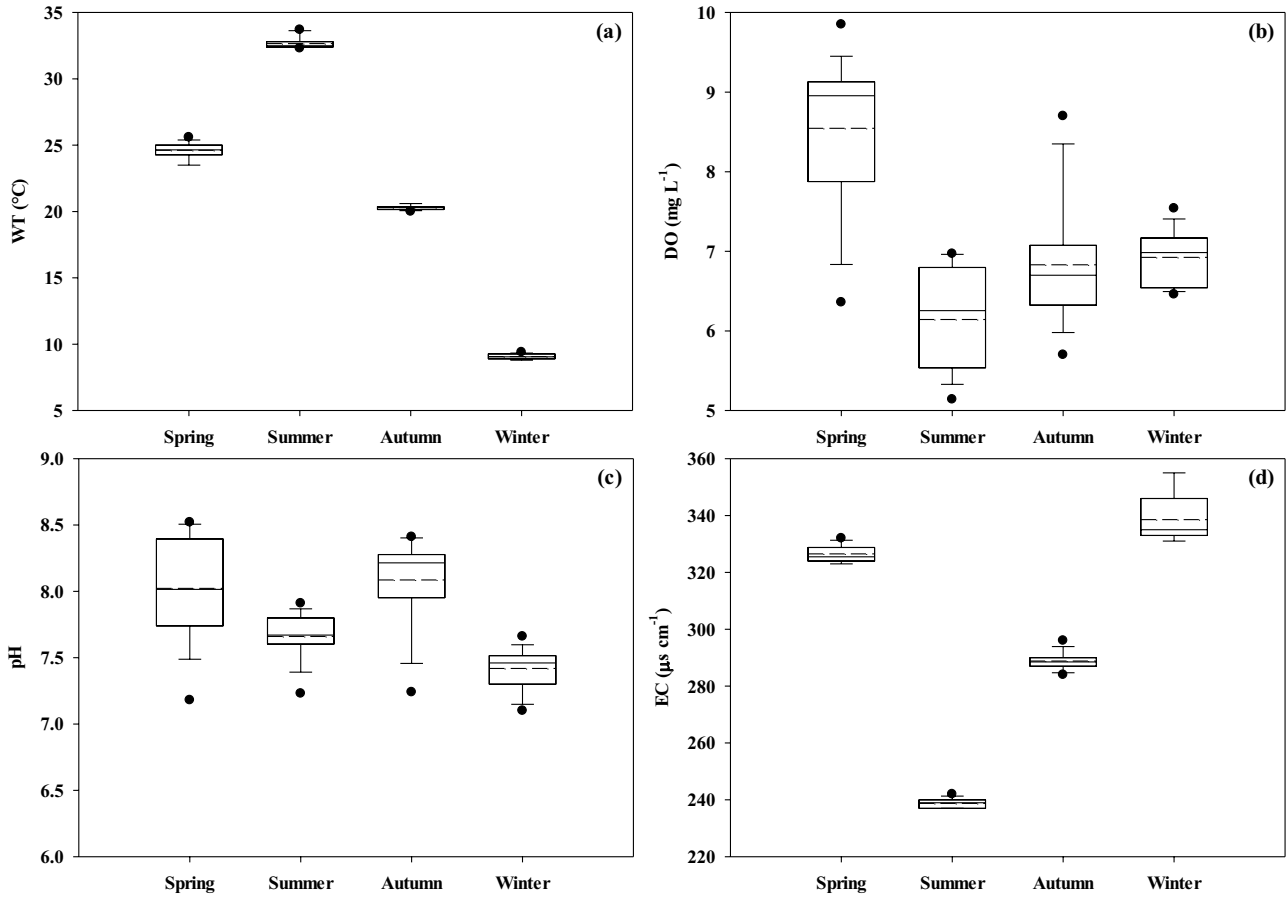 (a)
WT (°C)
35
30
25
20
15
10
5
Spring Summer Autumn Winter
(b)
DO (mg L⁻¹)
10
9
8
7
6
5
Spring Summer Autumn Winter
(c)
pH
9.0
8.5
8.0
7.5
7.0
6.5
6.0
Spring Summer Autumn Winter
(d)
EC (μs cm⁻¹)
360
340
320
300
280
260
240
220
Spring Summer Autumn Winter